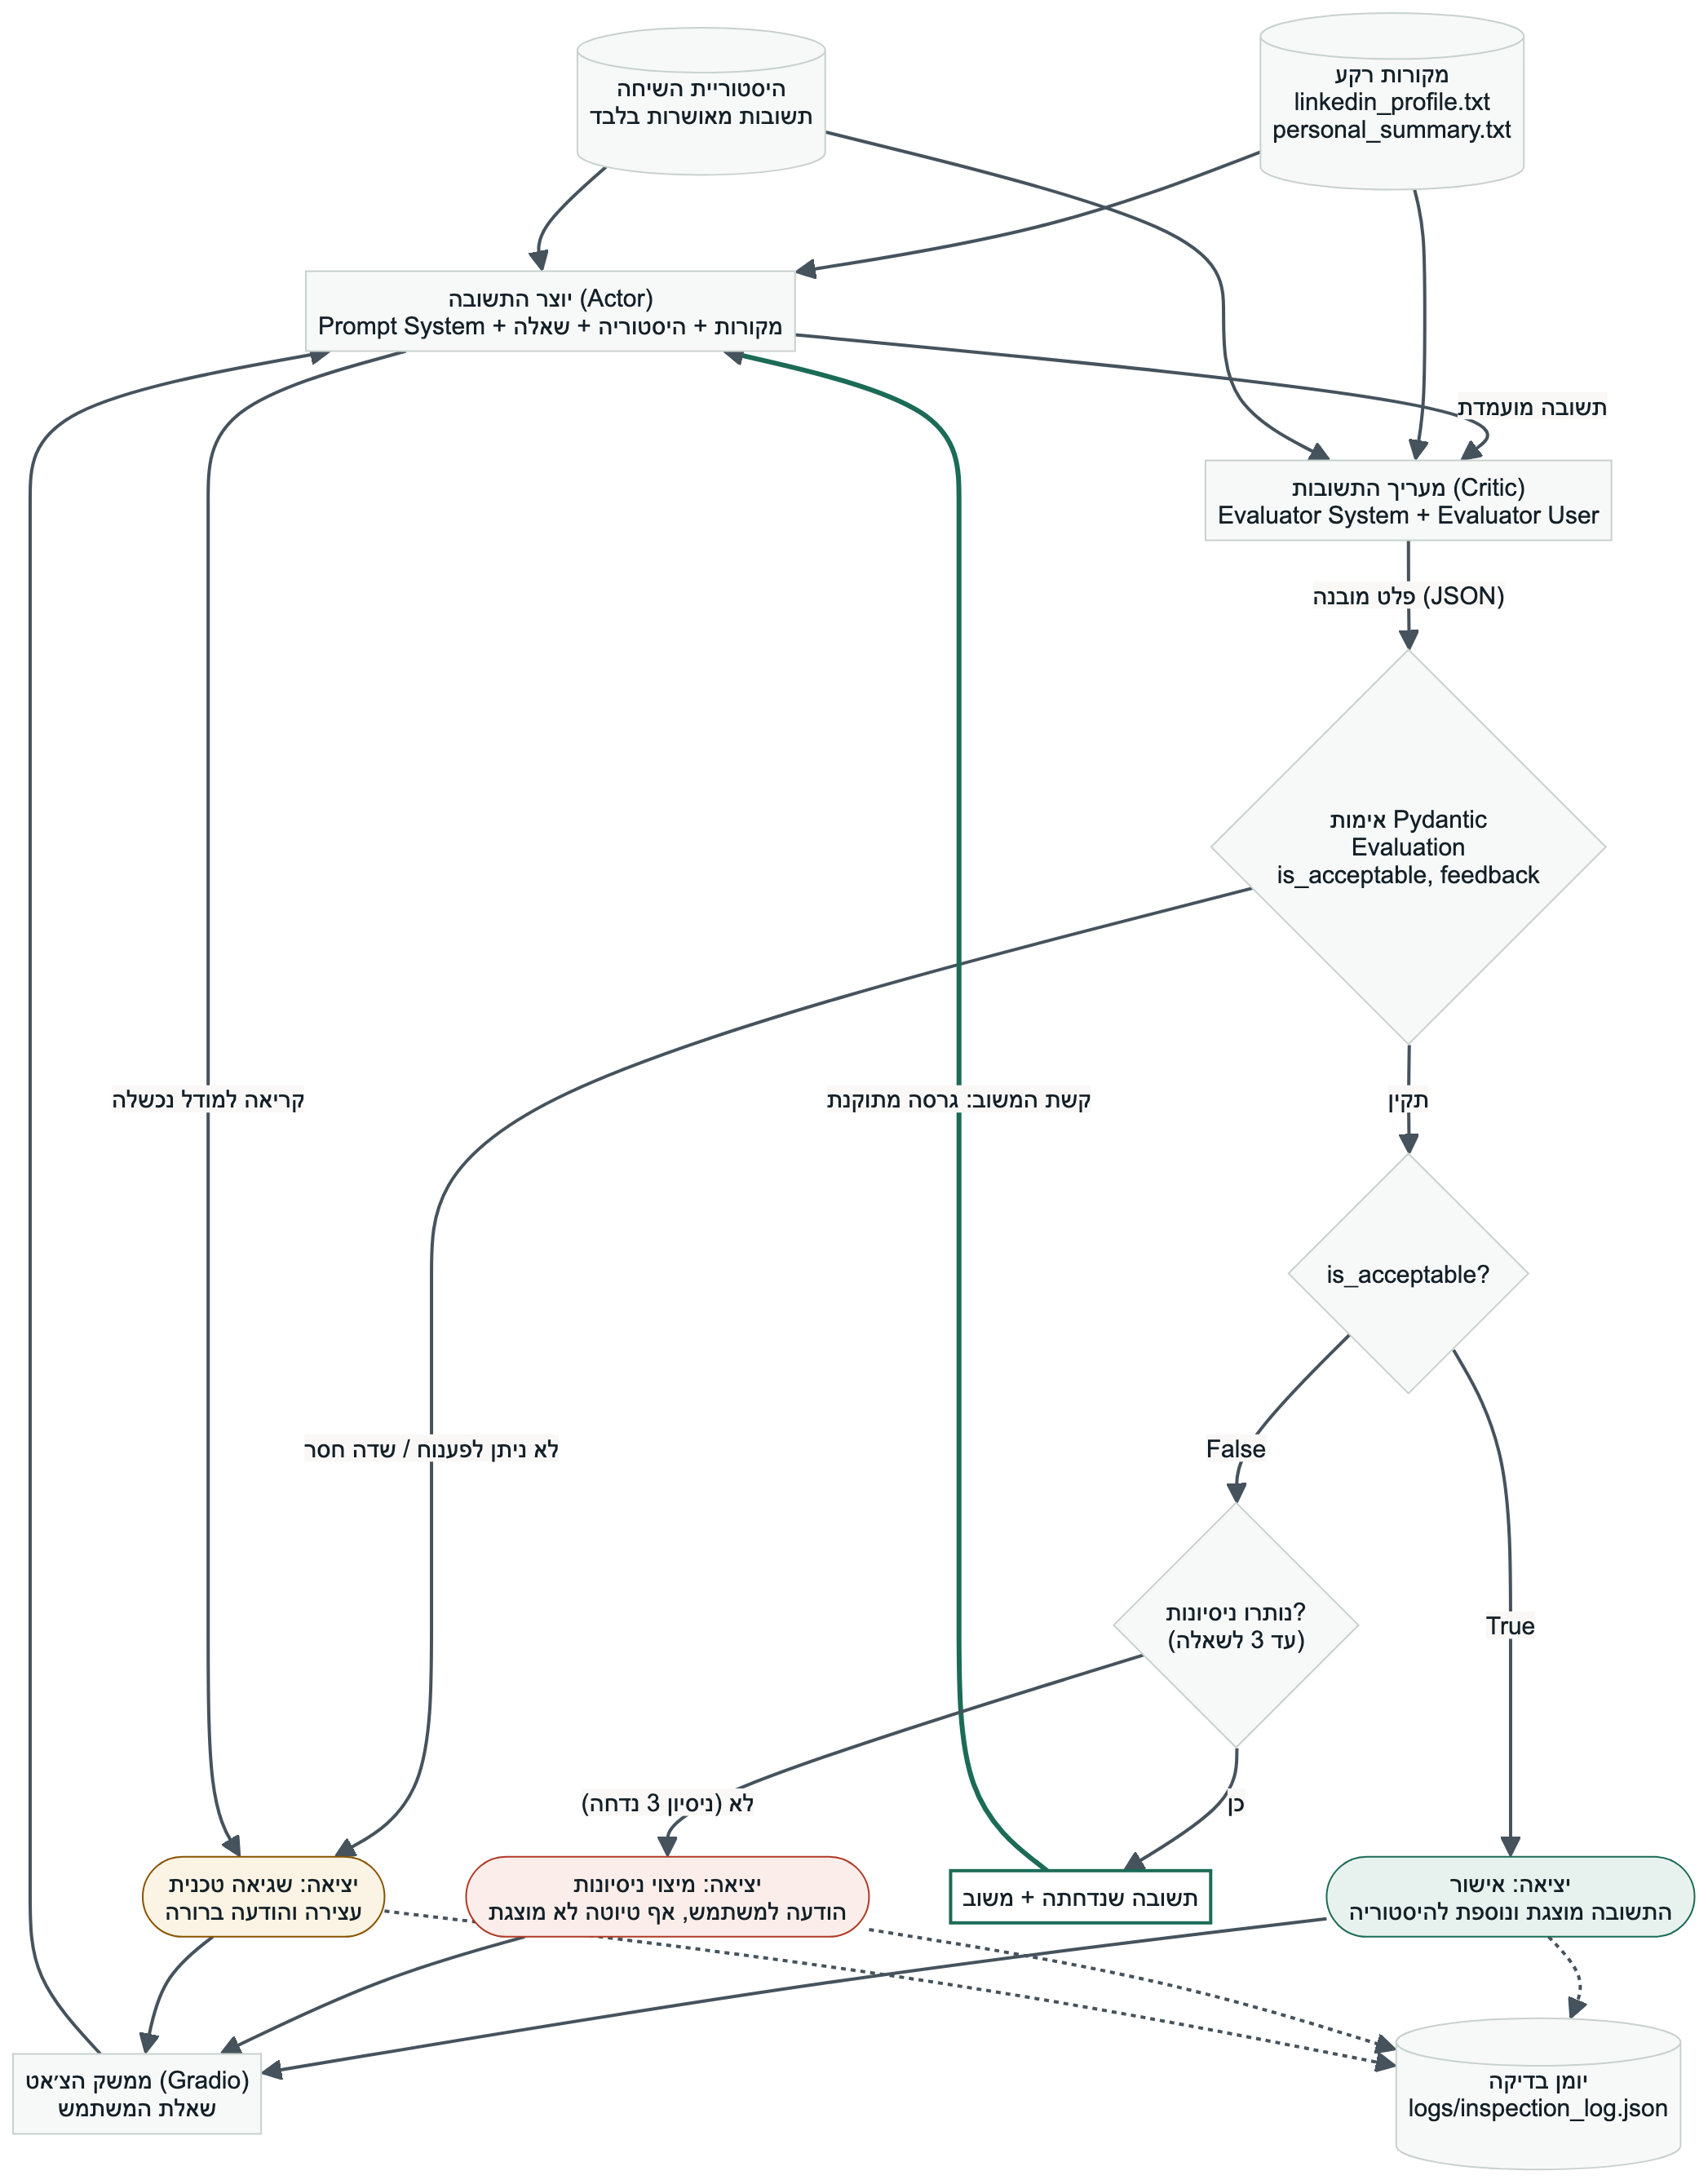 היסטוריית השיחה
תשובות מאושרות בלבד
מקורות רקע
linkedin_profile.txt
personal_summary.txt
יוצר התשובה (Actor)
Prompt System + מקורות + היסטוריה + שאלה
תשובה מועמדת
מעריך התשובות (Critic)
Evaluator System + Evaluator User
פלט מובנה (JSON)
אימות Pydantic
Evaluation
is_acceptable, feedback
קריאה למודל נכשלה
קשת המשוב: גרסה מתוקנת
תקין
is_acceptable?
לא ניתן לפענוח / שדה חסר
False
נותרו ניסיונות?
(עד 3 לשאלה)
True
לא (ניסיון 3 נדחה)
כן
יציאה: שגיאה טכנית
עצירה והודעה ברורה
יציאה: מיצוי ניסיונות
הודעה למשתמש, אף טיוטה לא מוצגת
תשובה שנדחתה + משוב
יציאה: אישור
התשובה מוצגת ונוספת להיסטוריה
ממשק הצ׳אט (Gradio)
שאלת המשתמש
יומן בדיקה
logs/inspection_log.json